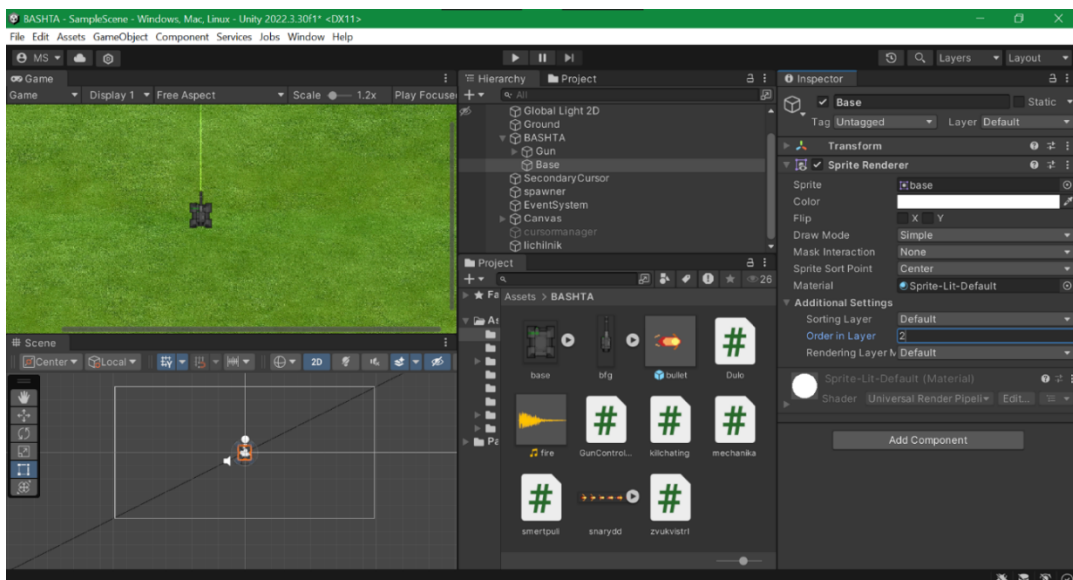 BASHTA - SampleScene - Windows, Mac, Linux - Unity 2022.3.30f1* <DX11>
File Edit Assets GameObject Component Services Jobs Window Help
MS
Layers
Layout
Game
Game
Display 1
Free Aspect
Scale
1.2x
Play Focuse
Hierarchy
Project
All
Global Light 2D
Ground
BASHTA
Gun
Base
SecondaryCursor
spawner
EventSystem
Canvas
cursormanager
lichilnik
Project
26
Fa
Assets > BASHTA
As
Pa
base
bfg
bullet
Dulo
fire
GunControl...
kilchating
mechanika
smertpuli
snarydd
zvukvistrl
Scene
Center
Local
2D
Inspector
Base
Static
Tag Untagged
Layer Default
Transform
Sprite Renderer
Sprite
base
Color
Flip
X Y
Draw Mode
Simple
Mask Interaction
None
Sprite Sort Point
Center
Material
Sprite-Lit-Default
Additional Settings
Sorting Layer
Default
Order in Layer
2
Rendering Layer M
Default
Sprite-Lit-Default (Material)
Shader
Universal Render Pipeli
Edit...
Add Component